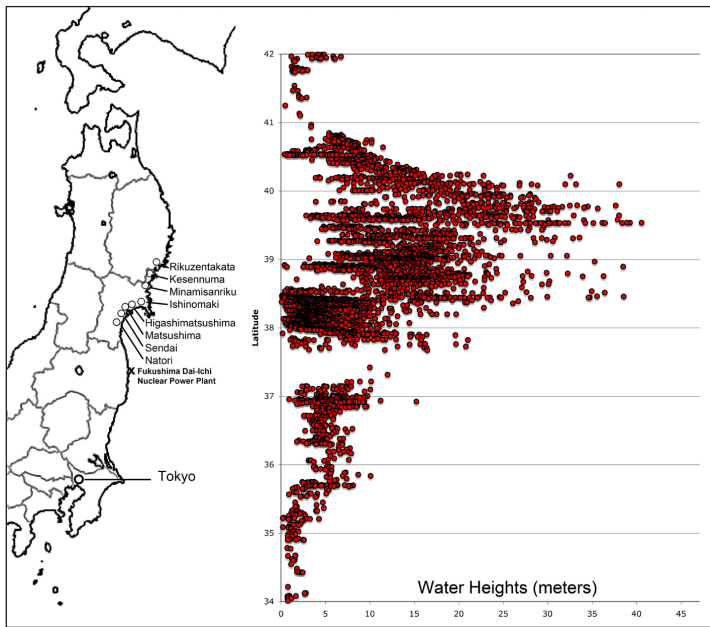 Rikuzentakata
Kesennuma
Minamisanriku
Ishinomaki
Higashimatsushima
Matsushima
Sendai
Natori
X Fukushima Dai-Ichi
Nuclear Power Plant
Tokyo
42
41
40
39
38
37
36
35
34
Latitude
0 5 10 15 20 25 30 35 40 45
Water Heights (meters)